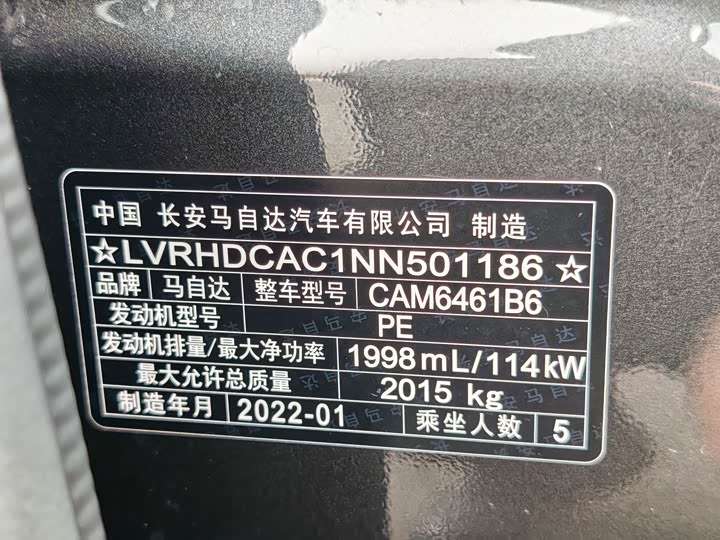 中国 长安马自达汽车有限公司 制造
☆LVRHDCAC1NN501186☆
品牌 马自达 整车型号 CAM6461B6
发动机型号 PE
发动机排量/最大净功率 1998mL/114kW
最大允许总质量 2015 kg
制造年月 2022-01 乘坐人数 5